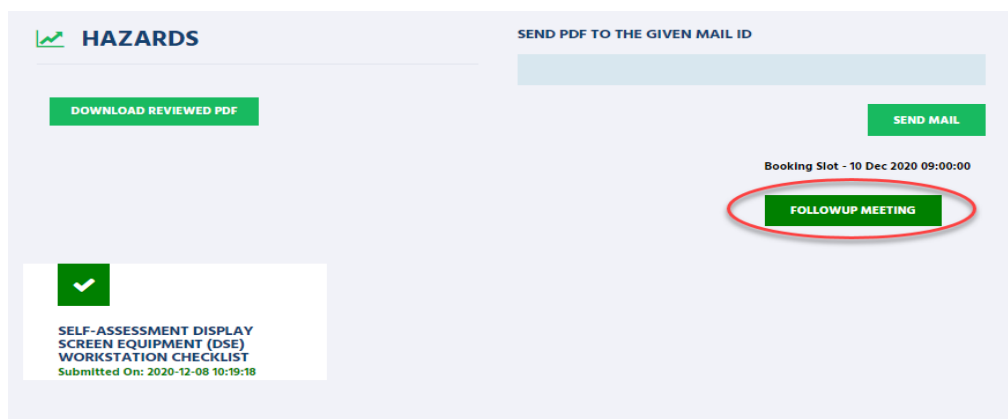 HAZARDS
DOWNLOAD REVIEWED PDF
SEND PDF TO THE GIVEN MAIL ID
SEND MAIL
Booking Slot - 10 Dec 2020 09:00:00
FOLLOWUP MEETING
SELF-ASSESSMENT DISPLAY
SCREEN EQUIPMENT (DSE)
WORKSTATION CHECKLIST
Submitted On: 2020-12-08 10:19:18